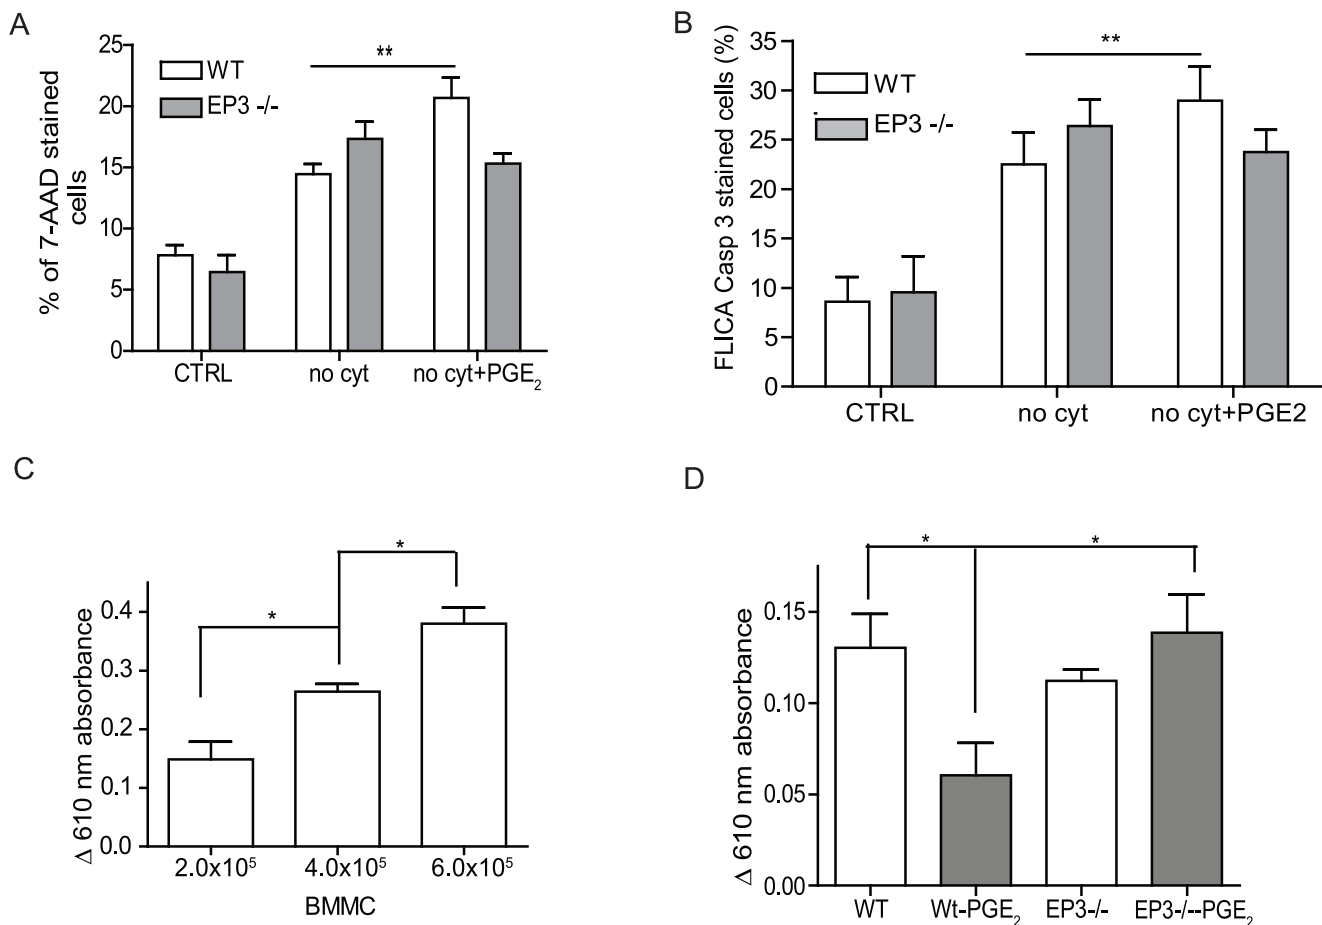 A
% of 7-AAD stained
cells
25
20
15
10
5
0
WT
EP3 -/-
**
CTRL
no cyt
no cyt+PGE₂
B
FLICA Casp 3 stained cells (%)
35
30
25
20
15
10
5
0
WT
EP3 -/-
**
CTRL
no cyt
no cyt+PGE2
C
Δ 610 nm absorbance
0.4
0.3
0.2
0.1
0.0
*
*
2.0x10⁵
4.0x10⁵
6.0x10⁵
BMMC
D
Δ 610 nm absorbance
0.15
0.10
0.05
0.00
*
*
WT
Wt-PGE₂
EP3-/-
EP3-/--PGE₂